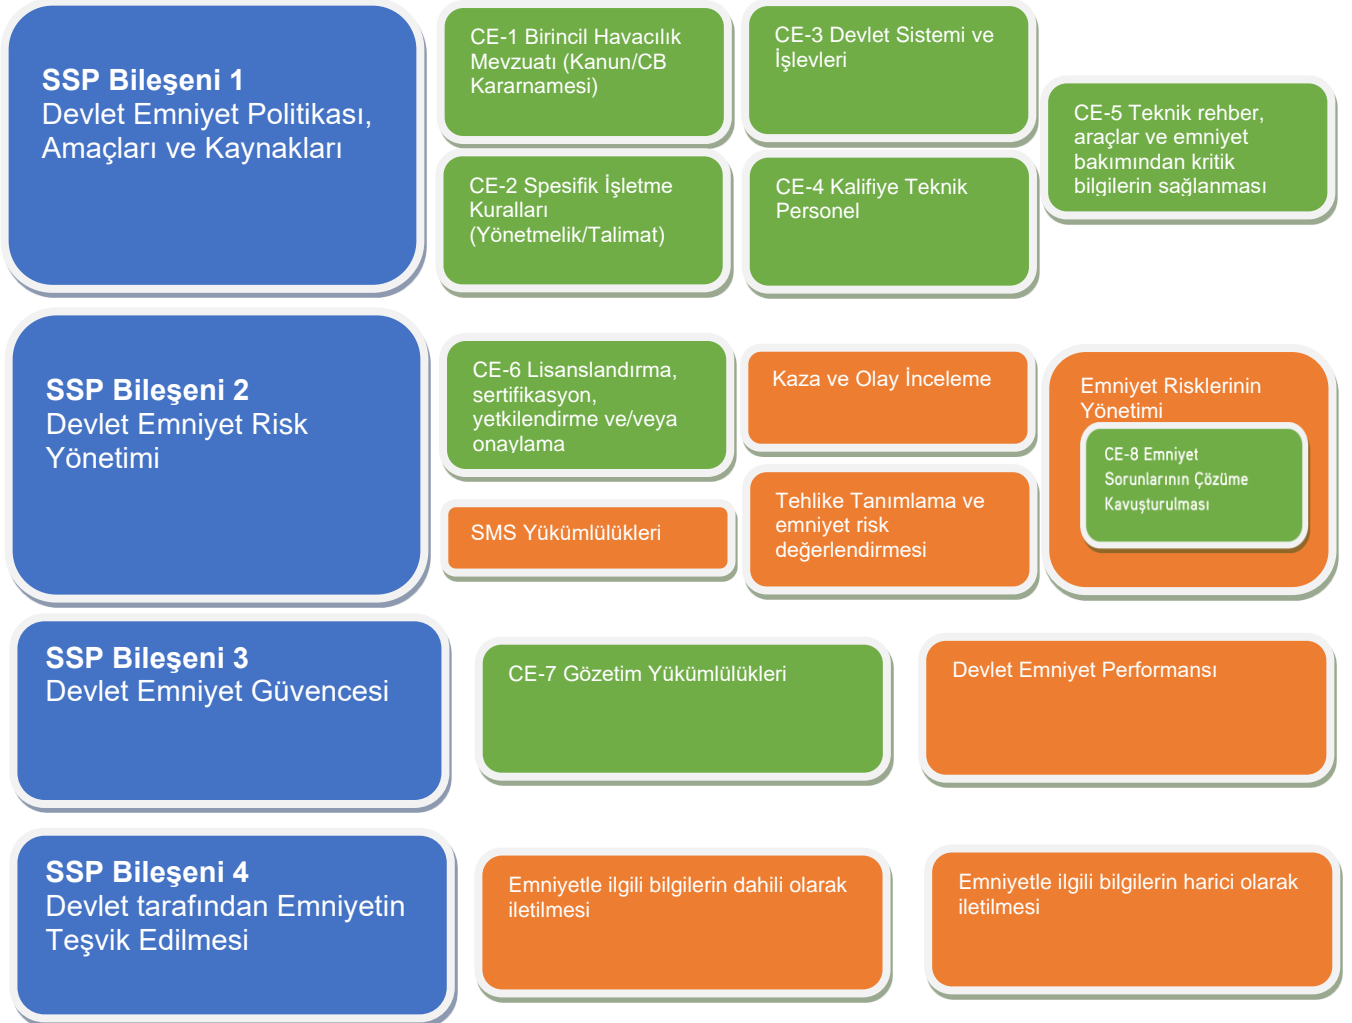 SSP Bileşeni 1
Devlet Emniyet Politikası,
Amaçları ve Kaynakları
CE-1 Birincil Havacılık
Mevzuatı (Kanun/CB
Kararnamesi)
CE-3 Devlet Sistemi ve
İşlevleri
CE-5 Teknik rehber,
araçlar ve emniyet
bakımından kritik
bilgilerin sağlanması
CE-2 Spesifik İşletme
Kuralları
(Yönetmelik/Talimat)
CE-4 Kalifiye Teknik
Personel
SSP Bileşeni 2
Devlet Emniyet Risk
Yönetimi
CE-6 Lisanslandırma,
sertifikasyon,
yetkilendirme ve/veya
onaylama
Kaza ve Olay İnceleme
Emniyet Risklerinin
Yönetimi
CE-8 Emniyet
Sorunlarının Çözüme
Kavuşturulması
SMS Yükümlülükleri
Tehlike Tanımlama ve
emniyet risk
değerlendirmesi
SSP Bileşeni 3
Devlet Emniyet Güvencesi
CE-7 Gözetim Yükümlülükleri
Devlet Emniyet Performansı
SSP Bileşeni 4
Devlet tarafından Emniyetin
Teşvik Edilmesi
Emniyetle ilgili bilgilerin dahili olarak
iletilmesi
Emniyetle ilgili bilgilerin harici olarak
iletilmesi